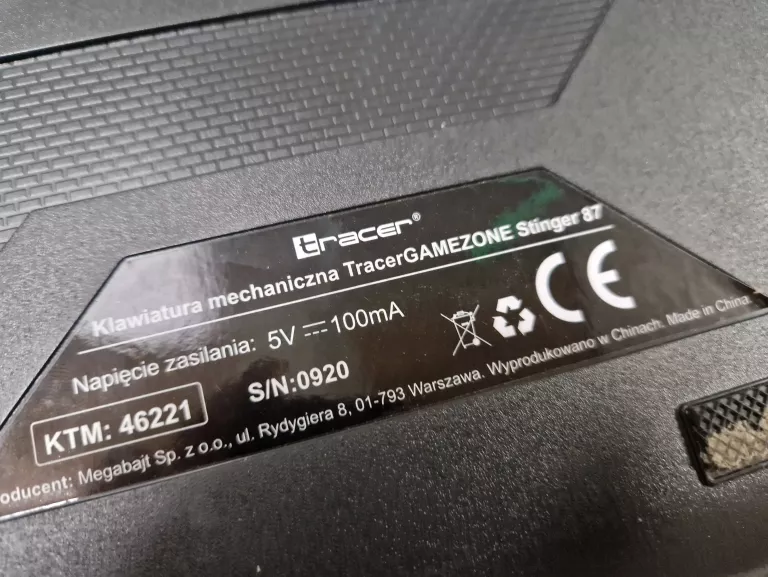 tracer®
Klawiatura mechaniczna TracerGAMEZONE Stinger 87
Napięcie zasilania: 5V ⎓ 100mA
KTM: 46221
S/N:0920
CE
oducent: Megabajt Sp. z o.o., ul. Rydygiera 8, 01-793 Warszawa. Wyprodukowano w Chinach. Made in China